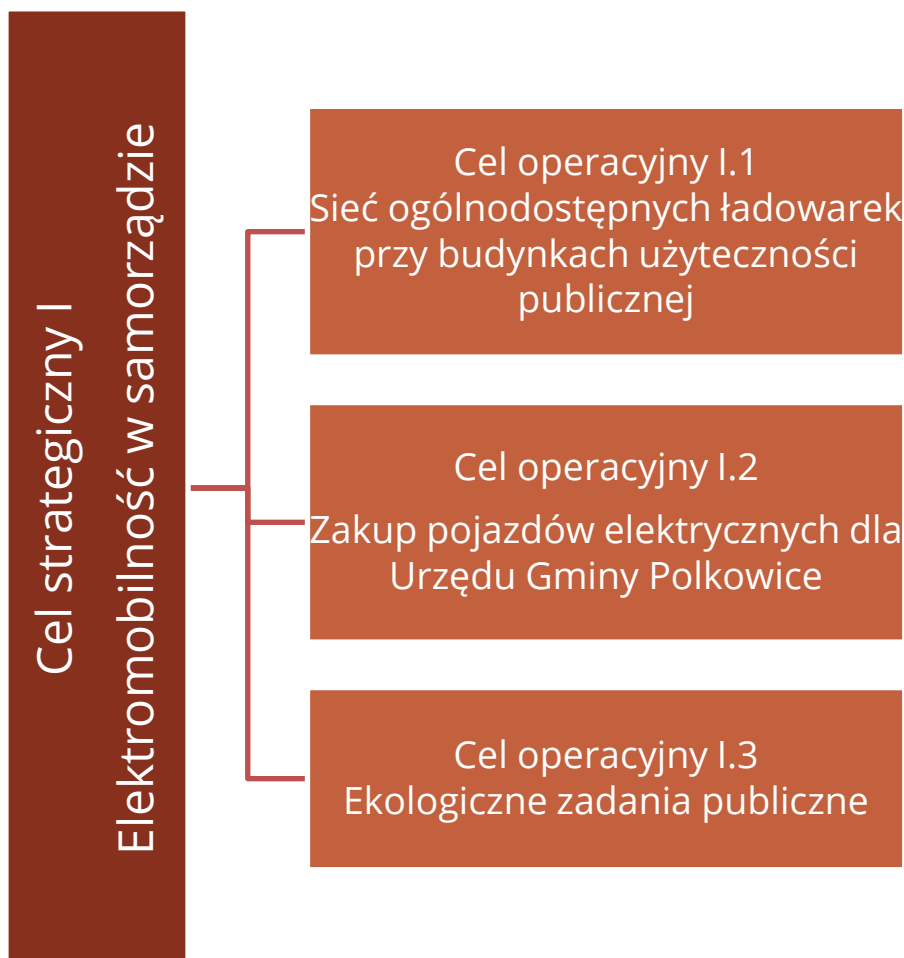 Cel strategiczny I
Elektromobilność w samorządzie
Cel operacyjny I.1
Sieć ogólnodostępnych ładowarek
przy budynkach użyteczności
publicznej
Cel operacyjny I.2
Zakup pojazdów elektrycznych dla
Urzędu Gminy Polkowice
Cel operacyjny I.3
Ekologiczne zadania publiczne